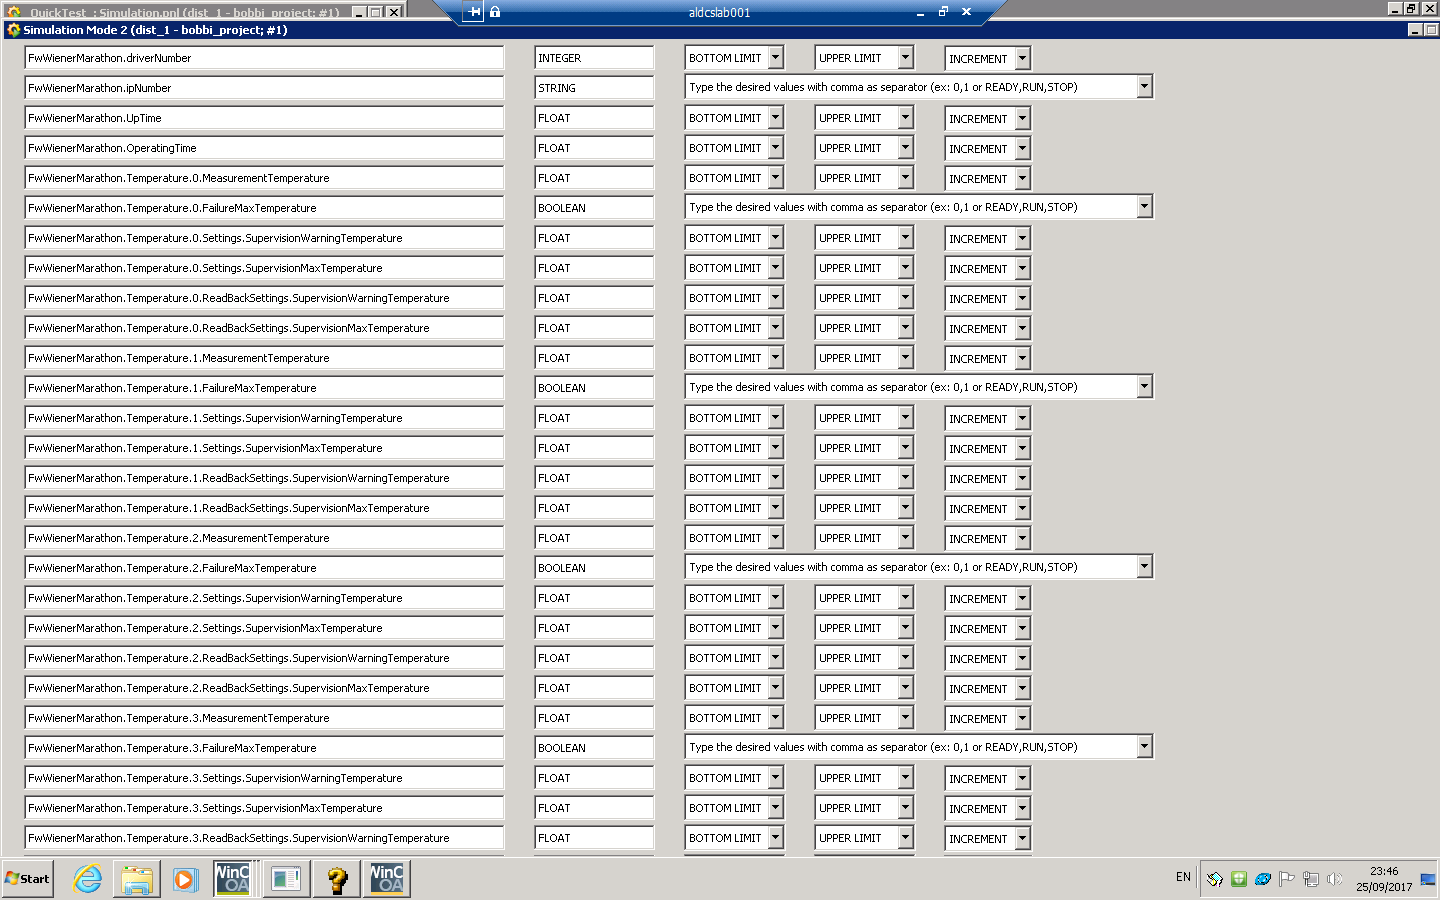 QuickTest_: Simulation.pnl (dist_1 - bobbi_project; #1)
aldcslab001
Simulation Mode 2 (dist_1 - bobbi_project; #1)
FwWienerMarathon.driverNumber INTEGER BOTTOM LIMIT UPPER LIMIT INCREMENT
FwWienerMarathon.ipNumber STRING Type the desired values with comma as separator (ex: 0,1 or READY,RUN,STOP)
FwWienerMarathon.UpTime FLOAT BOTTOM LIMIT UPPER LIMIT INCREMENT
FwWienerMarathon.OperatingTime FLOAT BOTTOM LIMIT UPPER LIMIT INCREMENT
FwWienerMarathon.Temperature.0.MeasurementTemperature FLOAT BOTTOM LIMIT UPPER LIMIT INCREMENT
FwWienerMarathon.Temperature.0.FailureMaxTemperature BOOLEAN Type the desired values with comma as separator (ex: 0,1 or READY,RUN,STOP)
FwWienerMarathon.Temperature.0.Settings.SupervisionWarningTemperature FLOAT BOTTOM LIMIT UPPER LIMIT INCREMENT
FwWienerMarathon.Temperature.0.Settings.SupervisionMaxTemperature FLOAT BOTTOM LIMIT UPPER LIMIT INCREMENT
FwWienerMarathon.Temperature.0.ReadBackSettings.SupervisionWarningTemperature FLOAT BOTTOM LIMIT UPPER LIMIT INCREMENT
FwWienerMarathon.Temperature.0.ReadBackSettings.SupervisionMaxTemperature FLOAT BOTTOM LIMIT UPPER LIMIT INCREMENT
FwWienerMarathon.Temperature.1.MeasurementTemperature FLOAT BOTTOM LIMIT UPPER LIMIT INCREMENT
FwWienerMarathon.Temperature.1.FailureMaxTemperature BOOLEAN Type the desired values with comma as separator (ex: 0,1 or READY,RUN,STOP)
FwWienerMarathon.Temperature.1.Settings.SupervisionWarningTemperature FLOAT BOTTOM LIMIT UPPER LIMIT INCREMENT
FwWienerMarathon.Temperature.1.Settings.SupervisionMaxTemperature FLOAT BOTTOM LIMIT UPPER LIMIT INCREMENT
FwWienerMarathon.Temperature.1.ReadBackSettings.SupervisionWarningTemperature FLOAT BOTTOM LIMIT UPPER LIMIT INCREMENT
FwWienerMarathon.Temperature.1.ReadBackSettings.SupervisionMaxTemperature FLOAT BOTTOM LIMIT UPPER LIMIT INCREMENT
FwWienerMarathon.Temperature.2.MeasurementTemperature FLOAT BOTTOM LIMIT UPPER LIMIT INCREMENT
FwWienerMarathon.Temperature.2.FailureMaxTemperature BOOLEAN Type the desired values with comma as separator (ex: 0,1 or READY,RUN,STOP)
FwWienerMarathon.Temperature.2.Settings.SupervisionWarningTemperature FLOAT BOTTOM LIMIT UPPER LIMIT INCREMENT
FwWienerMarathon.Temperature.2.Settings.SupervisionMaxTemperature FLOAT BOTTOM LIMIT UPPER LIMIT INCREMENT
FwWienerMarathon.Temperature.2.ReadBackSettings.SupervisionWarningTemperature FLOAT BOTTOM LIMIT UPPER LIMIT INCREMENT
FwWienerMarathon.Temperature.2.ReadBackSettings.SupervisionMaxTemperature FLOAT BOTTOM LIMIT UPPER LIMIT INCREMENT
FwWienerMarathon.Temperature.3.MeasurementTemperature FLOAT BOTTOM LIMIT UPPER LIMIT INCREMENT
FwWienerMarathon.Temperature.3.FailureMaxTemperature BOOLEAN Type the desired values with comma as separator (ex: 0,1 or READY,RUN,STOP)
FwWienerMarathon.Temperature.3.Settings.SupervisionWarningTemperature FLOAT BOTTOM LIMIT UPPER LIMIT INCREMENT
FwWienerMarathon.Temperature.3.Settings.SupervisionMaxTemperature FLOAT BOTTOM LIMIT UPPER LIMIT INCREMENT
FwWienerMarathon.Temperature.3.ReadBackSettings.SupervisionWarningTemperature FLOAT BOTTOM LIMIT UPPER LIMIT INCREMENT
Start
WinC
OA
WinC
OA
EN
23:46
25/09/2017